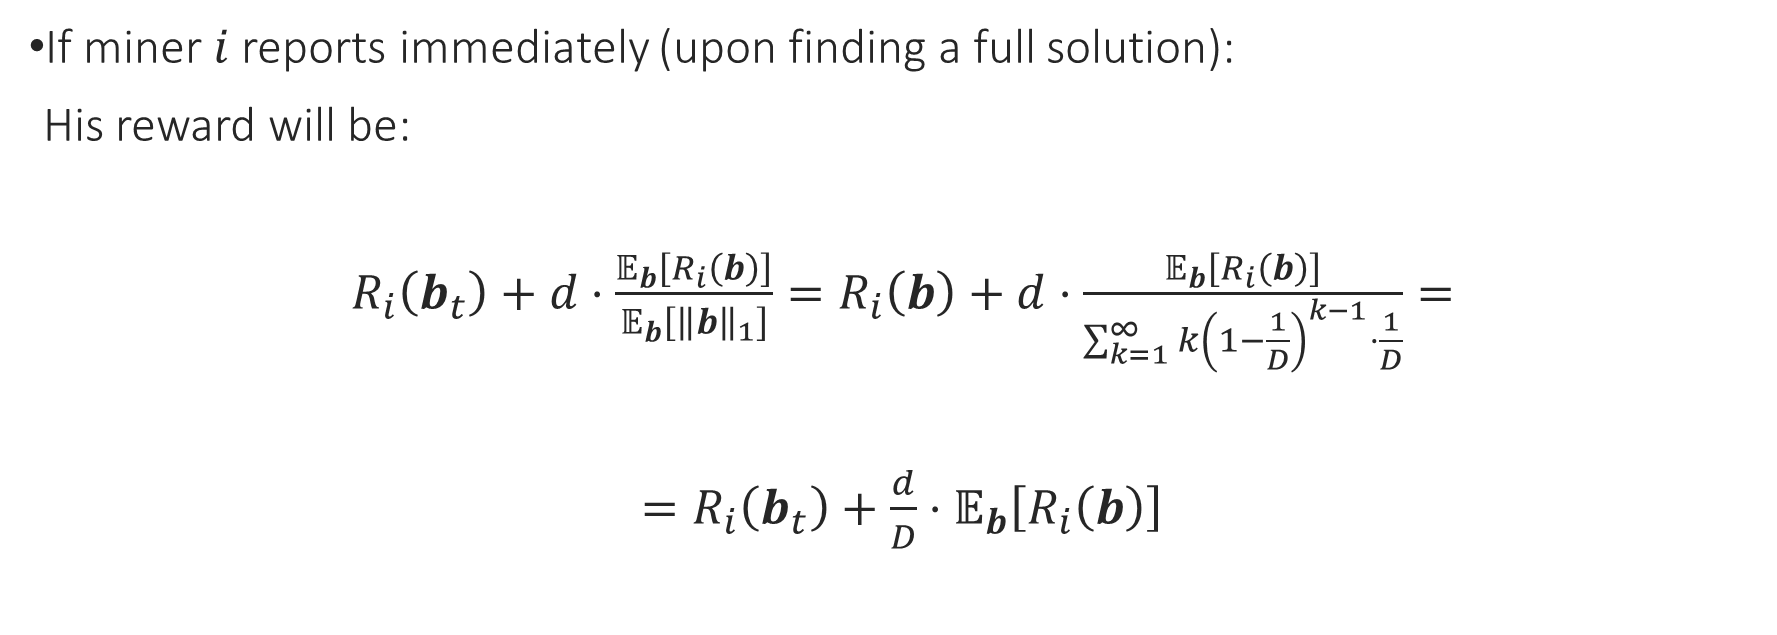 •If miner i reports immediately (upon finding a full solution):
His reward will be:
R_i(b_t) + d · 𝔼_b[R_i(b)] / 𝔼_b[‖b‖_1] = R_i(b) + d · 𝔼_b[R_i(b)] / ∑_{k=1}^{∞} k(1−1/D)^{k−1}·1/D =
= R_i(b_t) + d/D · 𝔼_b[R_i(b)]